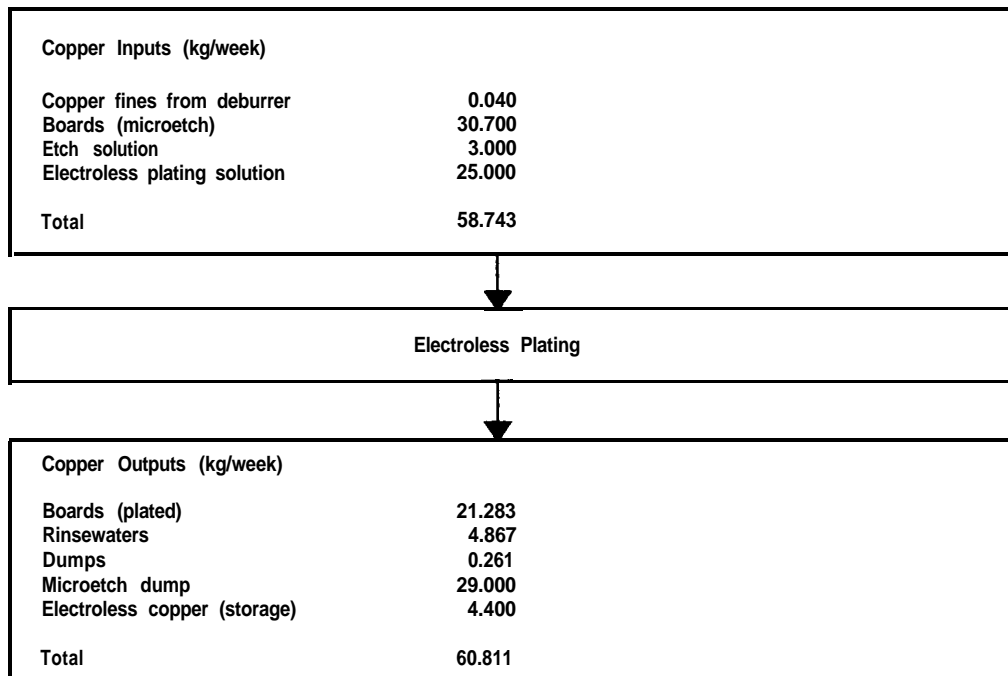 Copper Inputs (kg/week)
Copper fines from deburrer 0.040
Boards (microetch) 30.700
Etch solution 3.000
Electroless plating solution 25.000
Total 58.743
Electroless Plating
Copper Outputs (kg/week)
Boards (plated) 21.283
Rinsewaters 4.867
Dumps 0.261
Microetch dump 29.000
Electroless copper (storage) 4.400
Total 60.811